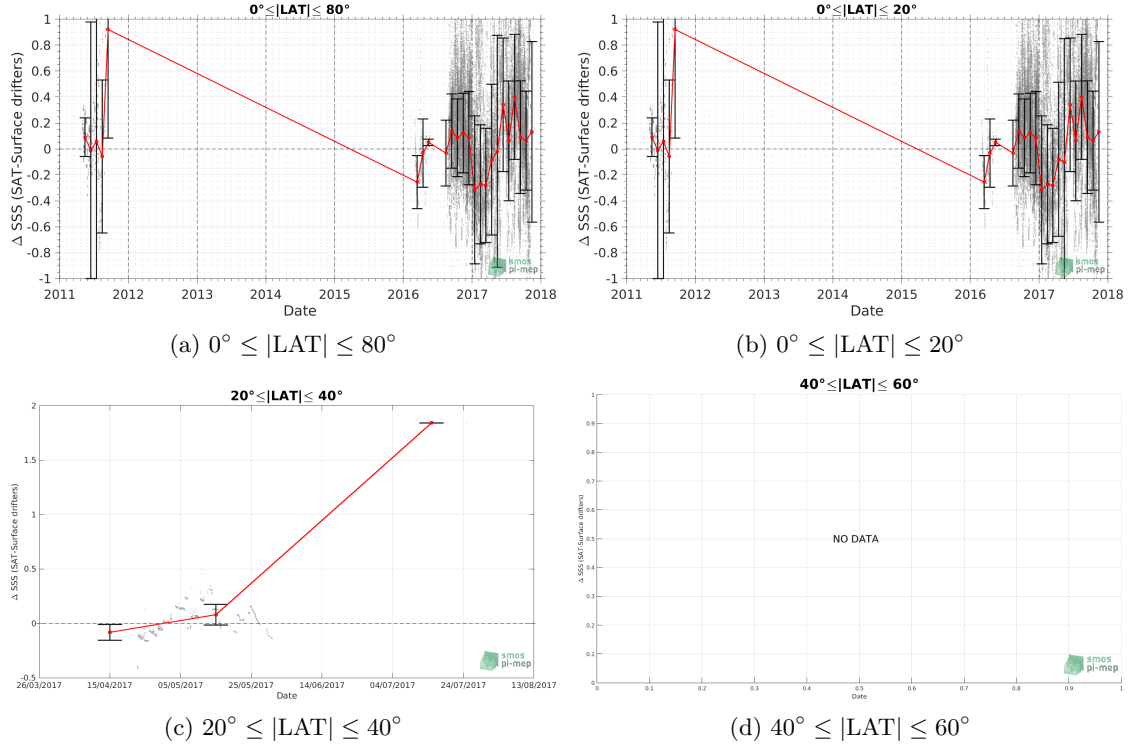 0°≤|LAT|≤ 80°
1
0.8
0.6
0.4
0.2
0
-0.2
-0.4
-0.6
-0.8
-1
Δ SSS (SAT-Surface drifters)
2011 2012 2013 2014 2015 2016 2017 2018
Date
smos
pi-mep
(a) 0° ≤ |LAT| ≤ 80°
0°≤|LAT|≤ 20°
1
0.8
0.6
0.4
0.2
0
-0.2
-0.4
-0.6
-0.8
-1
Δ SSS (SAT-Surface drifters)
2011 2012 2013 2014 2015 2016 2017 2018
Date
smos
pi-mep
(b) 0° ≤ |LAT| ≤ 20°
20°≤|LAT|≤ 40°
2
1.5
1
0.5
0
-0.5
Δ SSS (SAT-Surface drifters)
26/03/2017 15/04/2017 05/05/2017 25/05/2017 14/06/2017 04/07/2017 24/07/2017 13/08/2017
Date
smos
pi-mep
(c) 20° ≤ |LAT| ≤ 40°
40°≤|LAT|≤ 60°
1
0.9
0.8
0.7
0.6
0.5
0.4
0.3
0.2
0.1
0
Δ SSS (SAT-Surface drifters)
NO DATA
0 0.1 0.2 0.3 0.4 0.5 0.6 0.7 0.8 0.9 1
Date
smos
pi-mep
(d) 40° ≤ |LAT| ≤ 60°